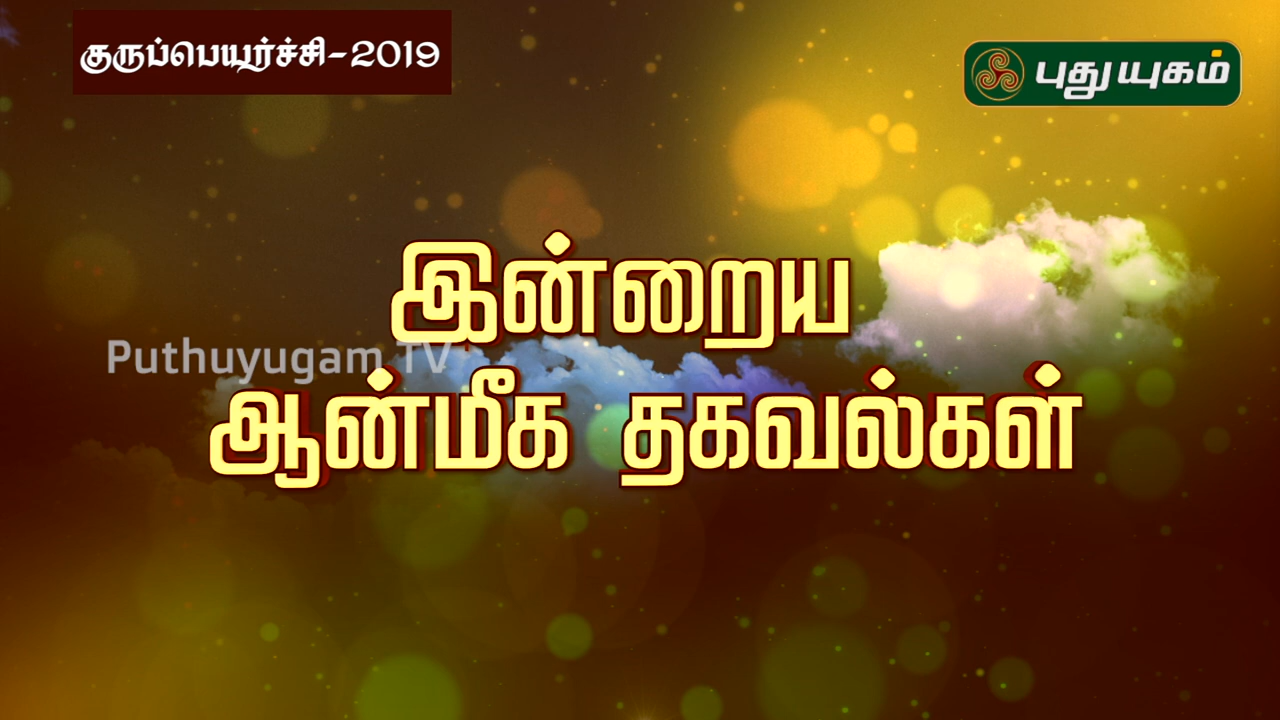 குருப்பெயர்ச்சி-2019
புதுயுகம்
இன்றைய
Puthuyugam TV
ஆன்மீக தகவல்கள்